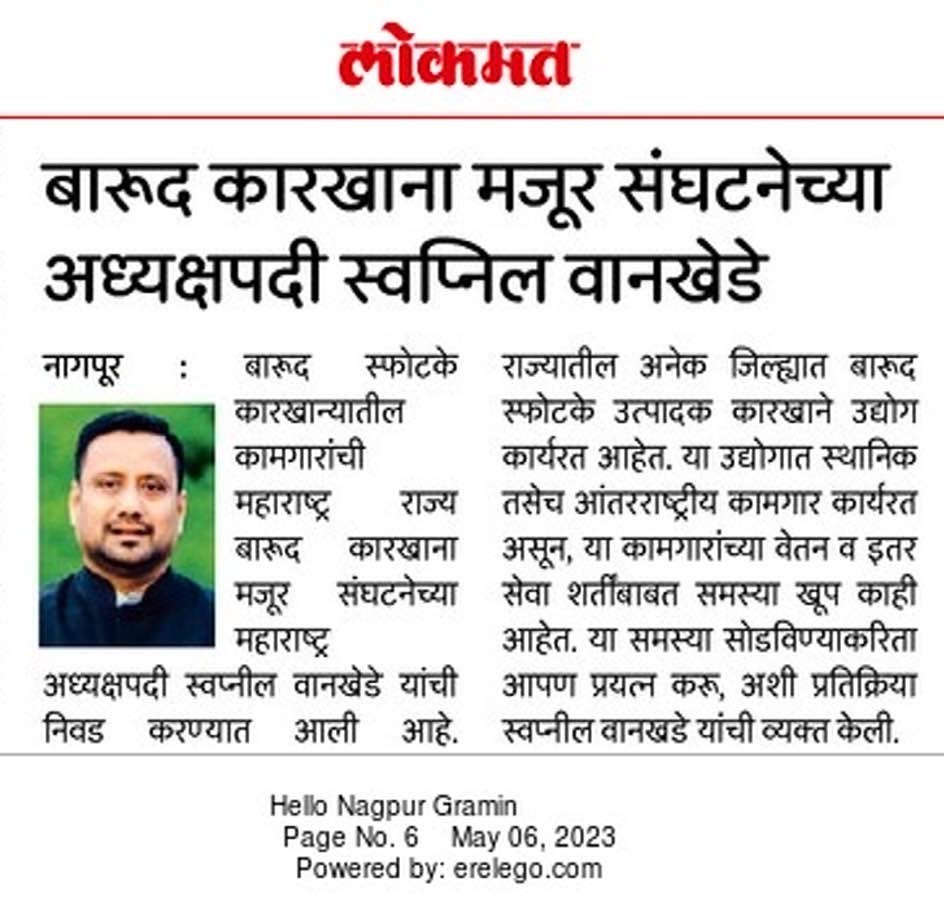 लोकमत
बारूद कारखाना मजूर संघटनेच्या
अध्यक्षपदी स्वप्निल वानखेडे
नागपूर : बारूद स्फोटके
कारखान्यातील
कामगारांची
महाराष्ट्र राज्य
बारूद कारखाना
मजूर संघटनेच्या
महाराष्ट्र
अध्यक्षपदी स्वप्नील वानखेडे यांची
निवड करण्यात आली आहे.
राज्यातील अनेक जिल्ह्यात बारूद
स्फोटके उत्पादक कारखाने उद्योग
कार्यरत आहेत. या उद्योगात स्थानिक
तसेच आंतरराष्ट्रीय कामगार कार्यरत
असून, या कामगारांच्या वेतन व इतर
सेवा शर्तीबाबत समस्या खूप काही
आहेत. या समस्या सोडविण्याकरिता
आपण प्रयत्न करू, अशी प्रतिक्रिया
स्वप्नील वानखडे यांची व्यक्त केली.
Hello Nagpur Gramin
Page No. 6 May 06, 2023
Powered by: erelego.com